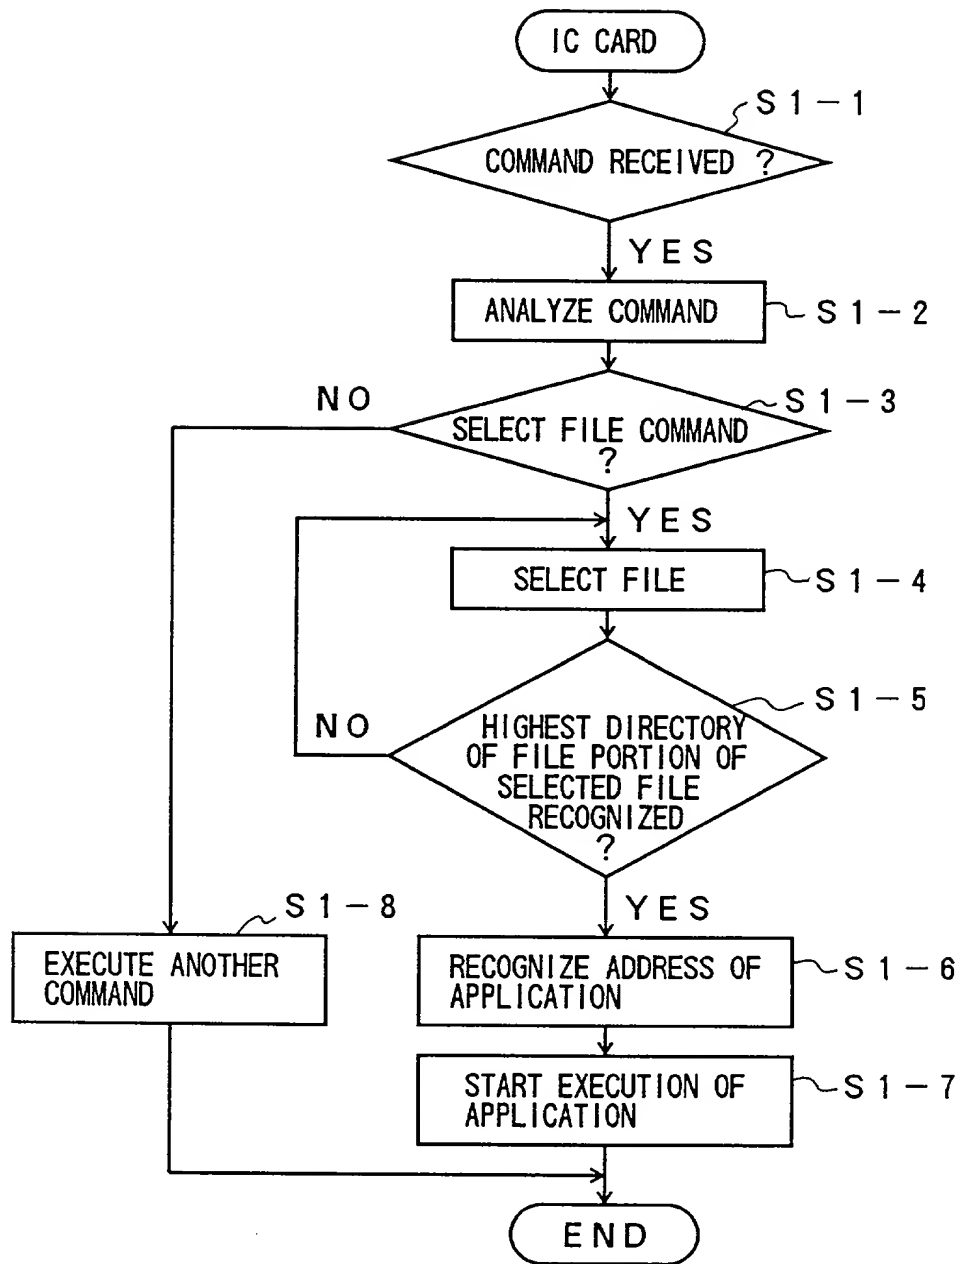 IC CARD
S1-1
COMMAND RECEIVED ?
YES
ANALYZE COMMAND
S1-2
NO
S1-3
SELECT FILE COMMAND
?
YES
SELECT FILE
S1-4
S1-5
NO
HIGHEST DIRECTORY
OF FILE PORTION OF
SELECTED FILE
RECOGNIZED
?
YES
S1-8
EXECUTE ANOTHER
COMMAND
RECOGNIZE ADDRESS OF
APPLICATION
S1-6
START EXECUTION OF
APPLICATION
S1-7
END